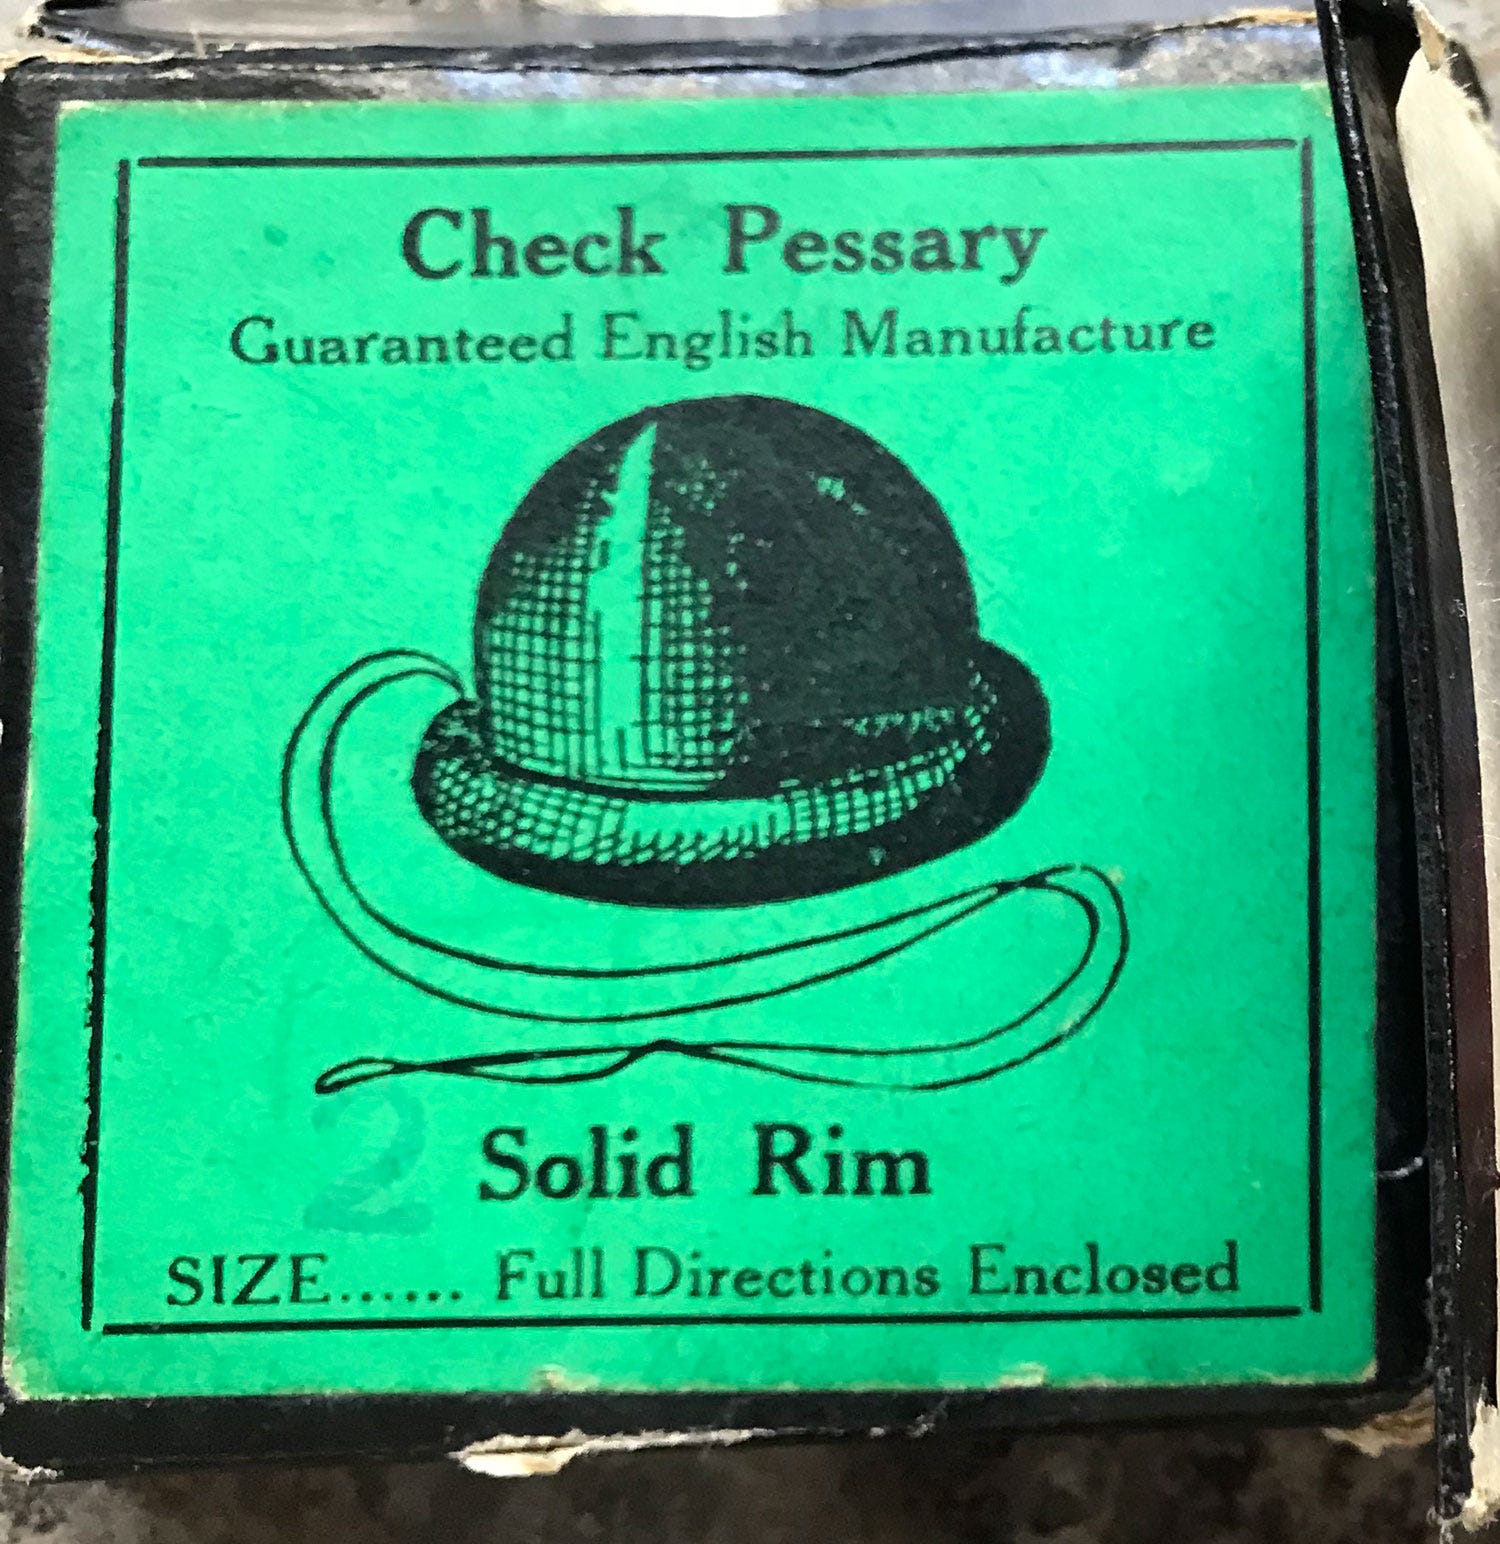 Check Pessary
Guaranteed English Manufacture
2
Solid Rim
SIZE...... Full Directions Enclosed